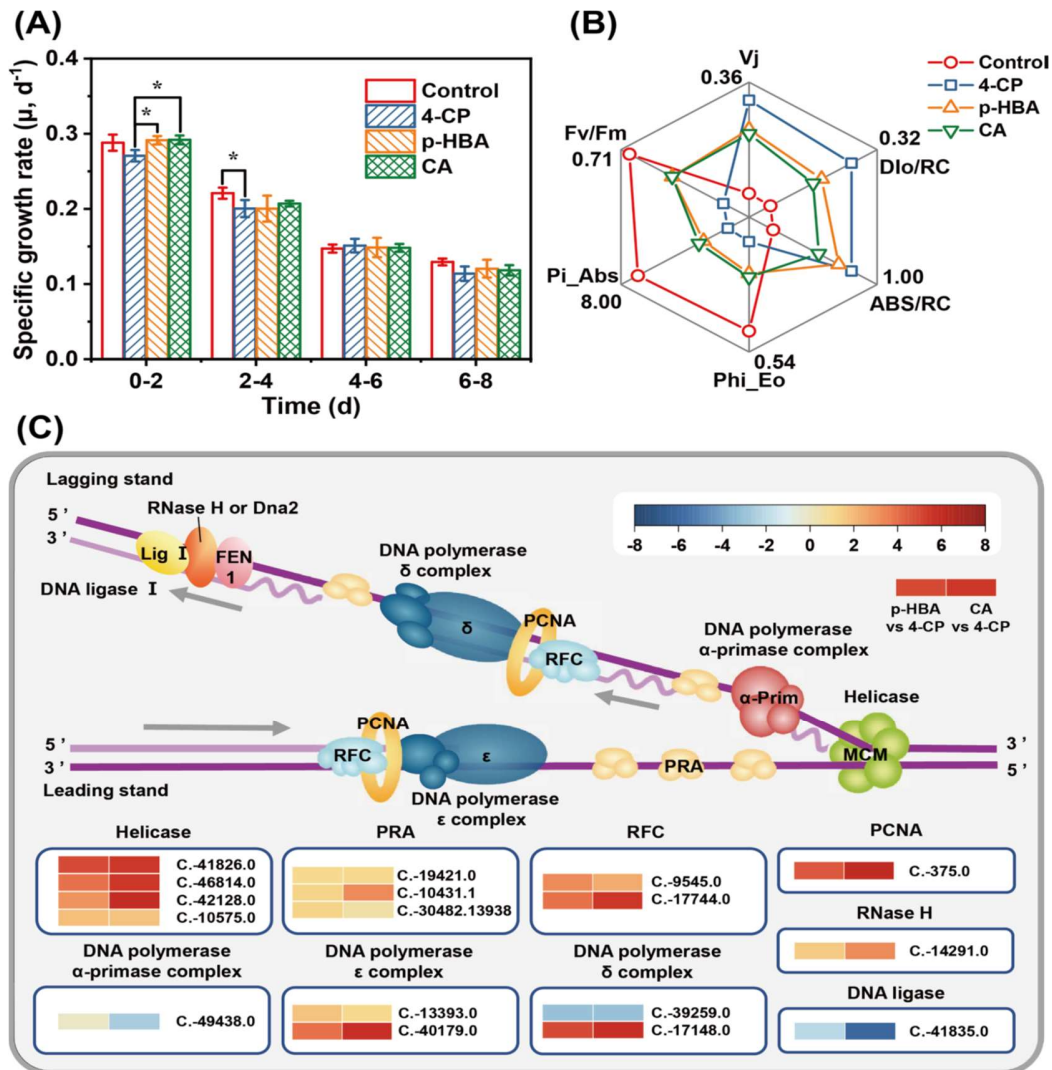 (A)
Specific growth rate (μ, d⁻¹)
0.4
0.3
0.2
0.1
0.0
*
*
*
Control
4-CP
p-HBA
CA
0-2
2-4
4-6
6-8
Time (d)
(B)
Vj
0.36
Fv/Fm
0.71
0.32
DIo/RC
Pi_Abs
8.00
1.00
ABS/RC
0.54
Phi_Eo
Control
4-CP
p-HBA
CA
(C)
Lagging stand
5 ’
3 ’
RNase H or Dna2
Lig I
FEN
1
DNA ligase I
DNA polymerase
δ complex
δ
PCNA
RFC
-8 -6 -4 -2 0 2 4 6 8
p-HBA
vs 4-CP
CA
vs 4-CP
DNA polymerase
α-primase complex
α-Prim
Helicase
MCM
3 ’
5 ’
PCNA
RFC
ε
PRA
5 ’
3 ’
Leading stand
DNA polymerase
ε complex
Helicase
C.-41826.0
C.-46814.0
C.-42128.0
C.-10575.0
PRA
C.-19421.0
C.-10431.1
C.-30482.13938
RFC
C.-9545.0
C.-17744.0
PCNA
C.-375.0
RNase H
C.-14291.0
DNA polymerase
α-primase complex
C.-49438.0
DNA polymerase
ε complex
C.-13393.0
C.-40179.0
DNA polymerase
δ complex
C.-39259.0
C.-17148.0
DNA ligase
C.-41835.0